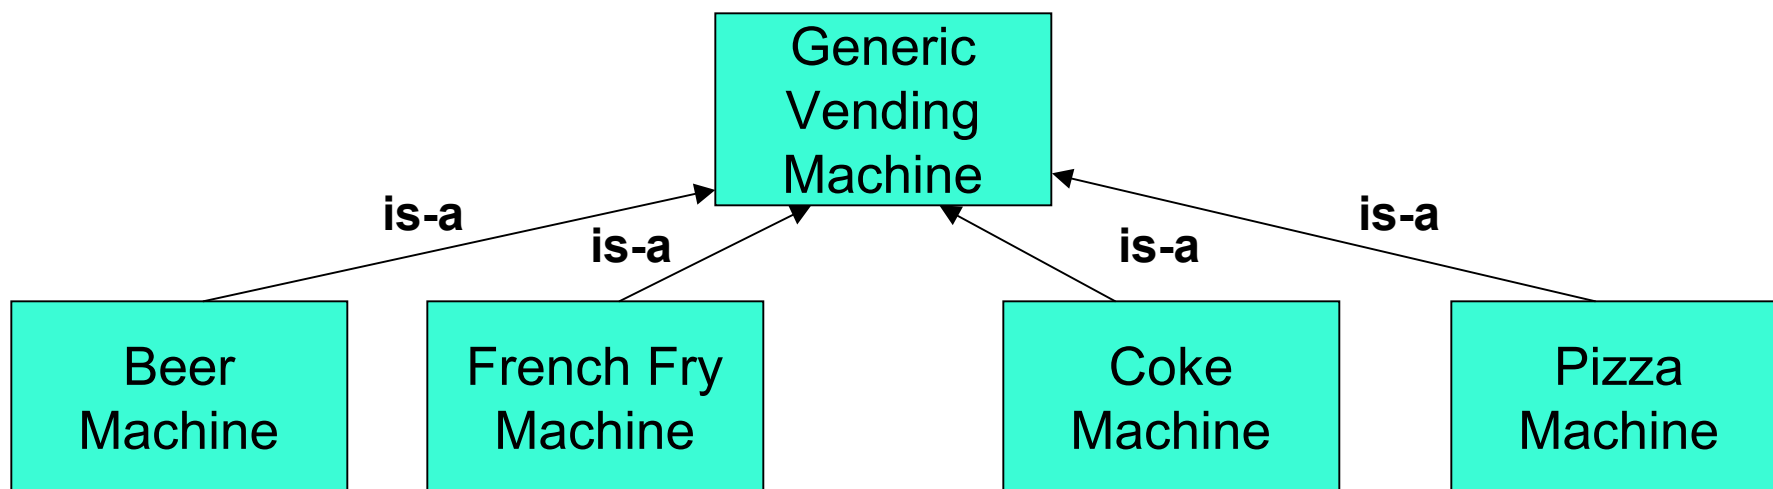 Generic
Vending
Machine
is-a
is-a
is-a
is-a
Beer
Machine
French Fry
Machine
Coke
Machine
Pizza
Machine